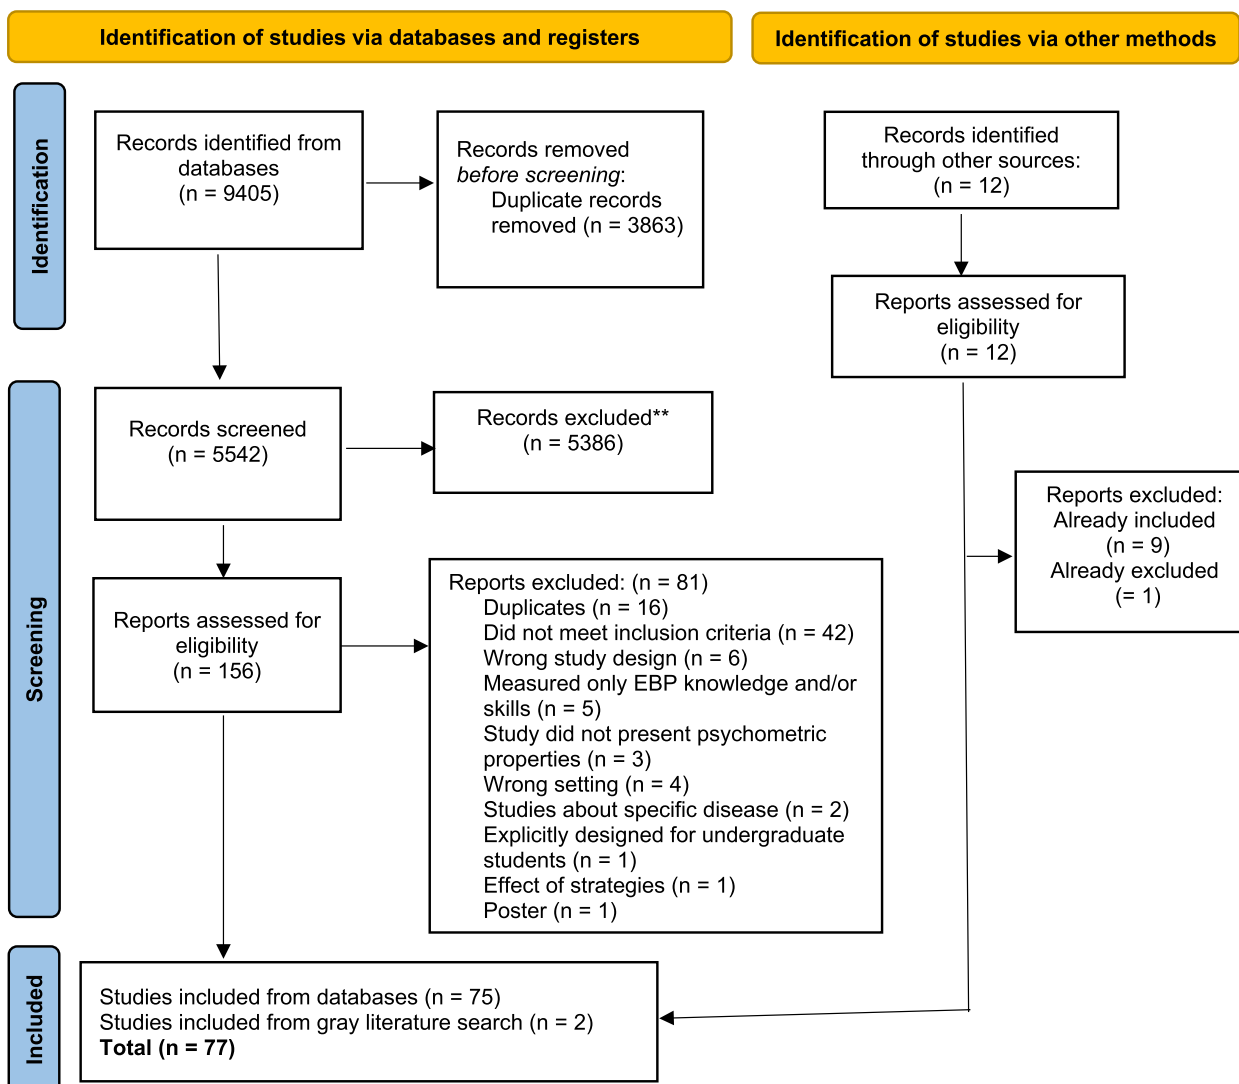 Identification of studies via databases and registers
Identification of studies via other methods
Identification
Records identified from
databases
(n = 9405)
Records removed
before screening:
Duplicate records
removed (n = 3863)
Records identified
through other sources:
(n = 12)
Reports assessed for
eligibility
(n = 12)
Screening
Records screened
(n = 5542)
Records excluded**
(n = 5386)
Reports excluded:
Already included
(n = 9)
Already excluded
(= 1)
Reports assessed for
eligibility
(n = 156)
Reports excluded: (n = 81)
Duplicates (n = 16)
Did not meet inclusion criteria (n = 42)
Wrong study design (n = 6)
Measured only EBP knowledge and/or
skills (n = 5)
Study did not present psychometric
properties (n = 3)
Wrong setting (n = 4)
Studies about specific disease (n = 2)
Explicitly designed for undergraduate
students (n = 1)
Effect of strategies (n = 1)
Poster (n = 1)
Included
Studies included from databases (n = 75)
Studies included from gray literature search (n = 2)
Total (n = 77)